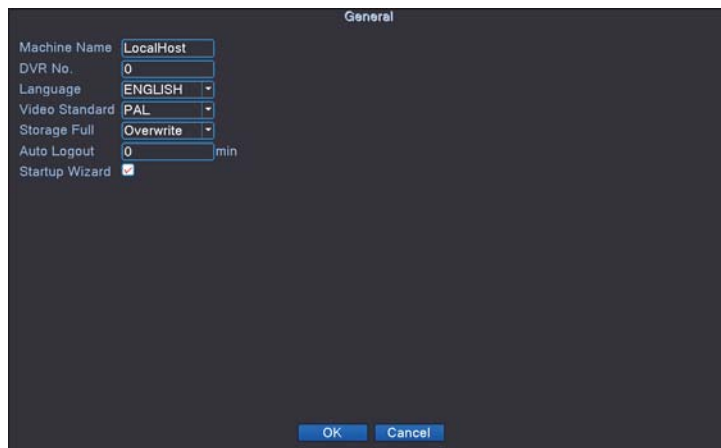 General
Machine Name LocalHost
DVR No. 0
Language ENGLISH
Video Standard PAL
Storage Full Overwrite
Auto Logout 0 min
Startup Wizard
OK Cancel